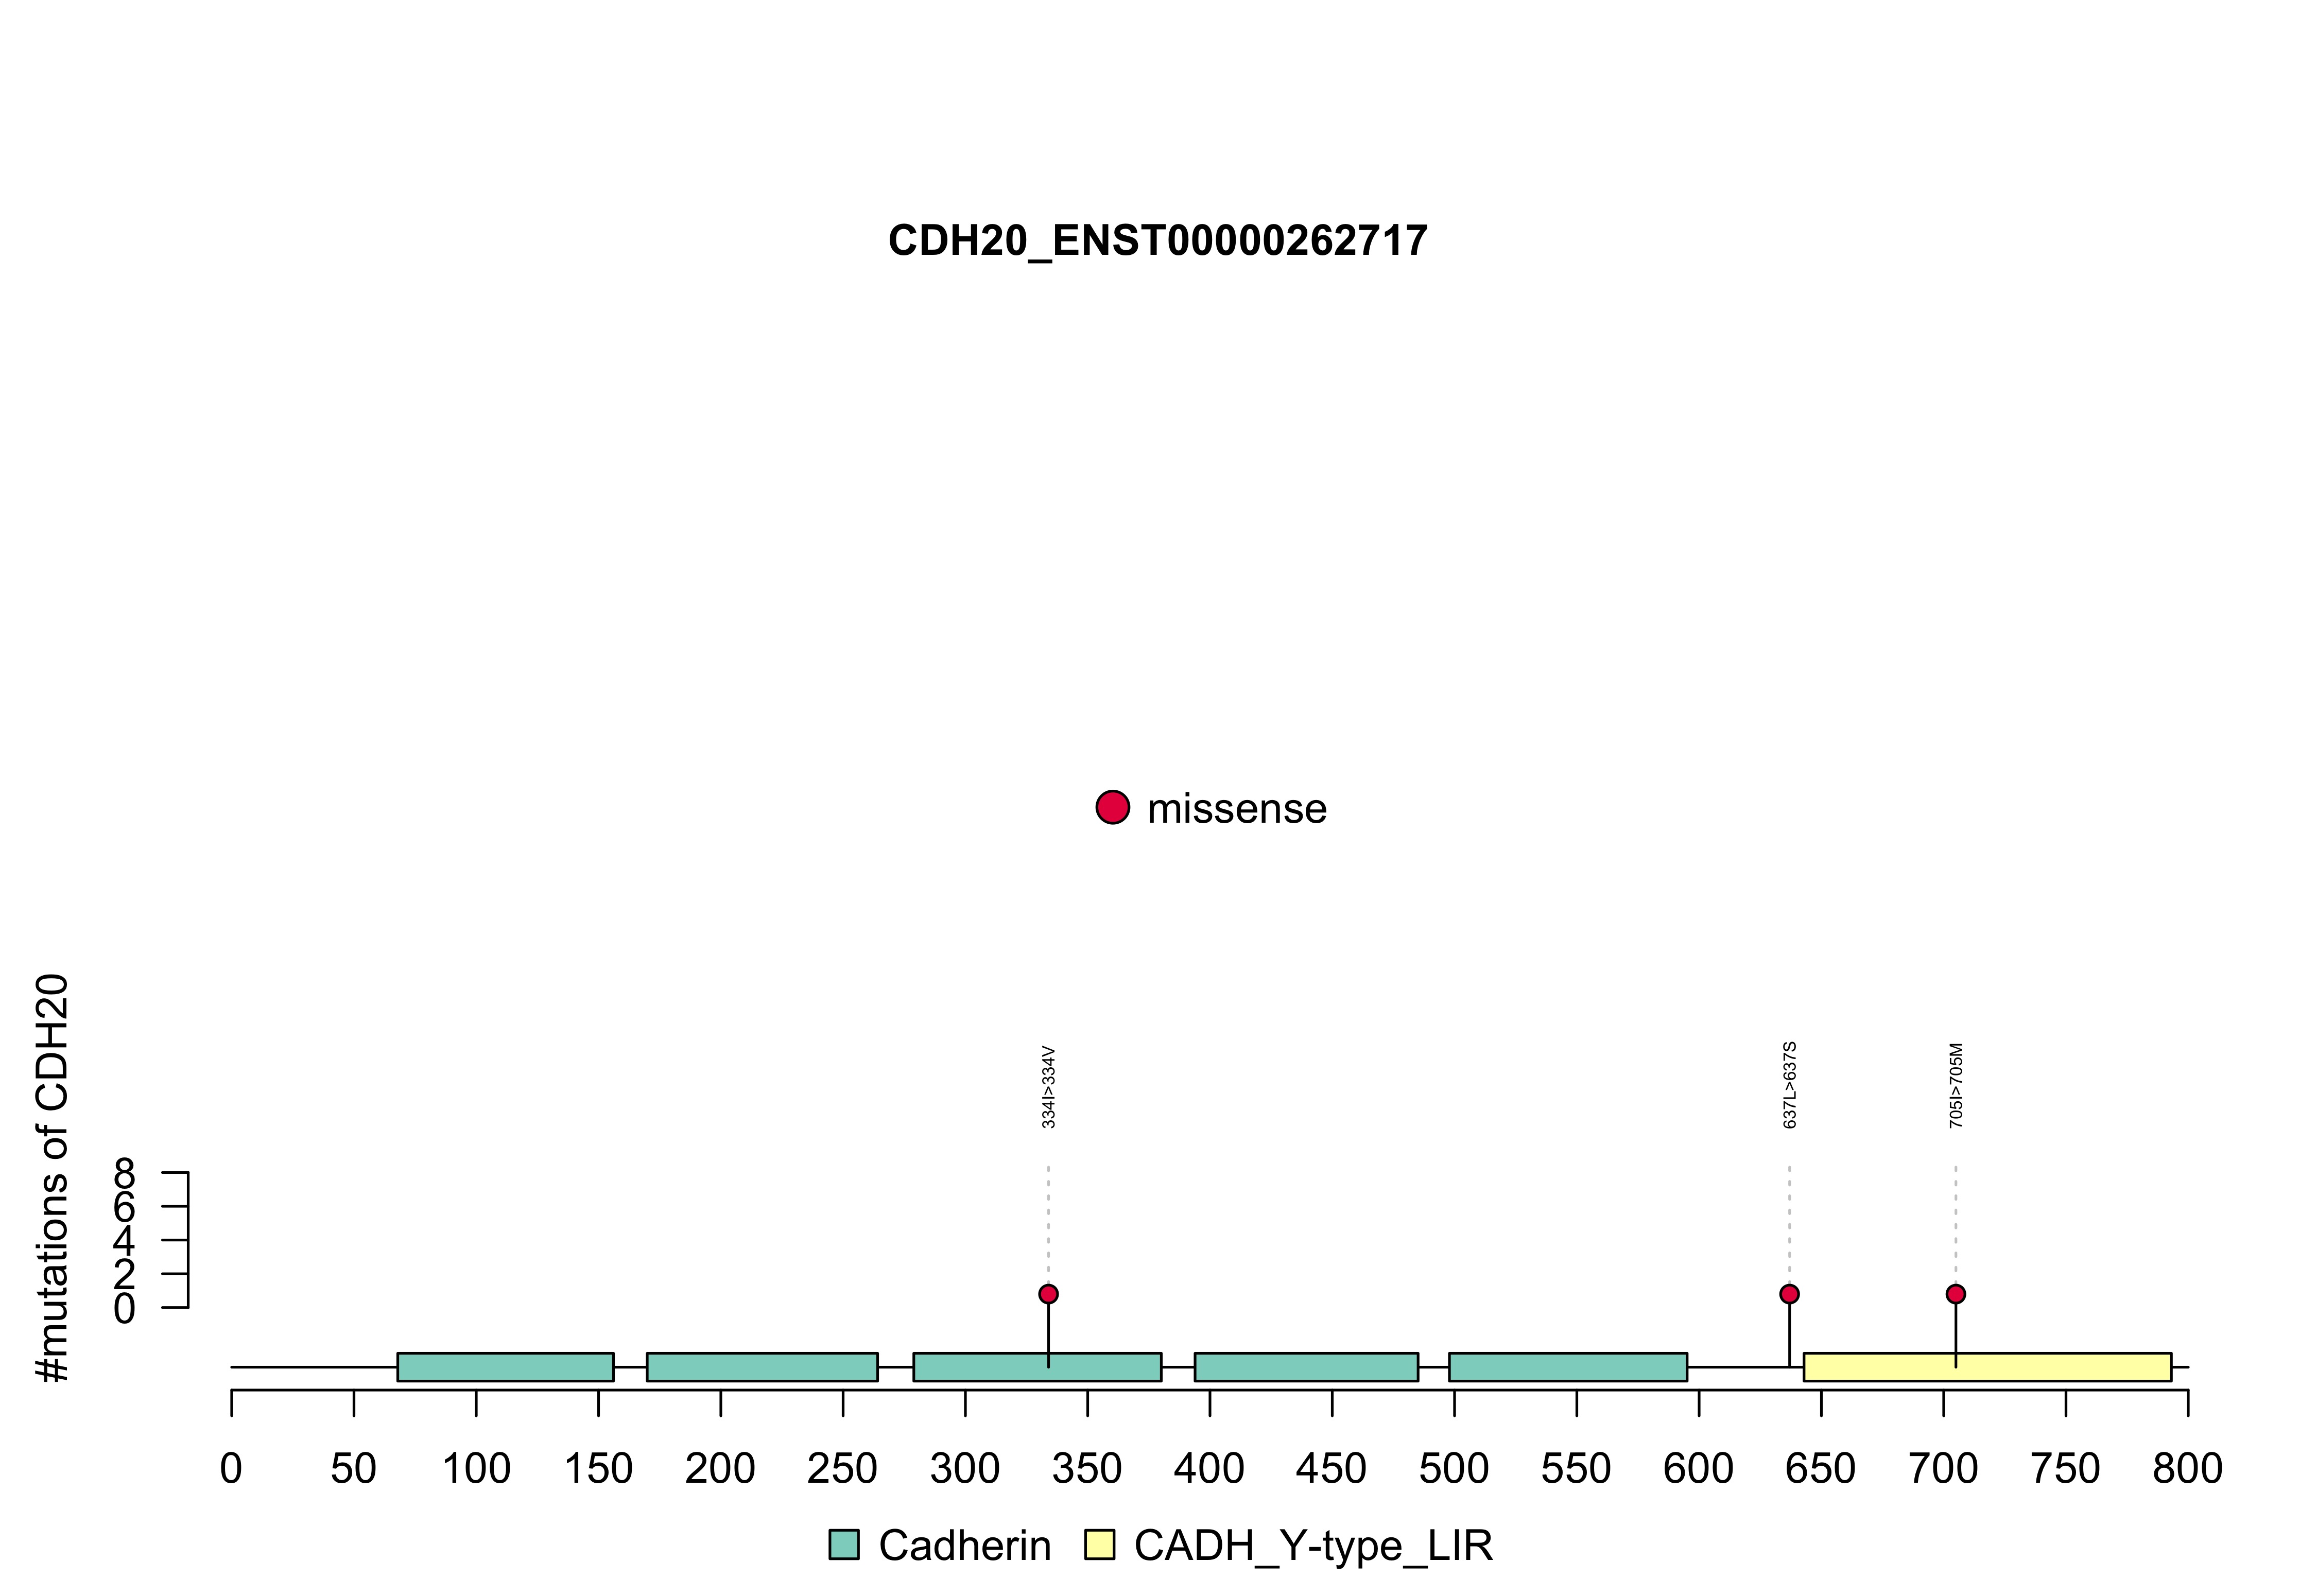 CDH20_ENST00000262717
missense
#mutations of CDH20
334I>334V
637L>637S
705I>705M
8
6
4
2
0
0 50 100 150 200 250 300 350 400 450 500 550 600 650 700 750 800
Cadherin CADH_Y-type_LIR